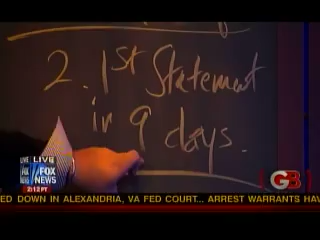 2. 1st Statement
in 9 days.
LIVE
LIVE
FOX
NEWS
2:12 PT
GB
ED DOWN IN ALEXANDRIA, VA FED COURT... ARREST WARRANTS HAV